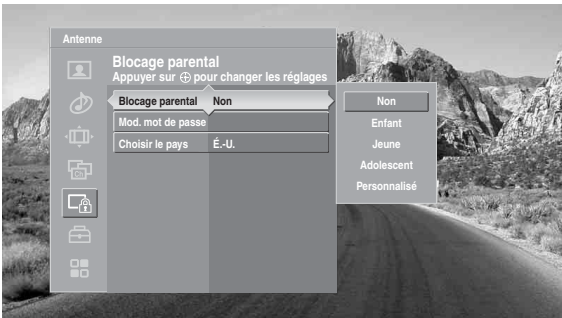 Antenne
Blocage parental
Appuyer sur pour changer les réglages
Blocage parental Non
Mod. mot de passe
Choisir le pays É.-U.
Non
Enfant
Jeune
Adolescent
Personnalisé